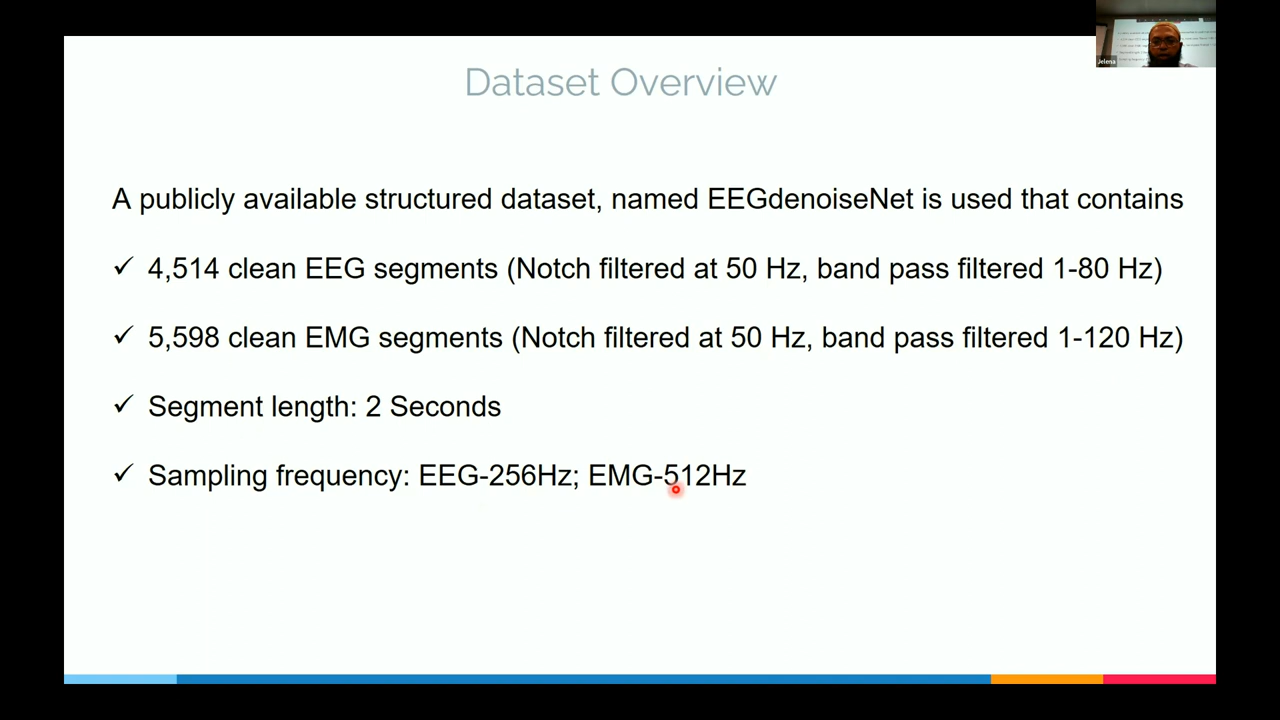 Dataset Overview
Jelena
A publicly available structured dataset, named EEGdenoiseNet is used that contains
✓ 4,514 clean EEG segments (Notch filtered at 50 Hz, band pass filtered 1-80 Hz)
✓ 5,598 clean EMG segments (Notch filtered at 50 Hz, band pass filtered 1-120 Hz)
✓ Segment length: 2 Seconds
✓ Sampling frequency: EEG-256Hz; EMG-512Hz